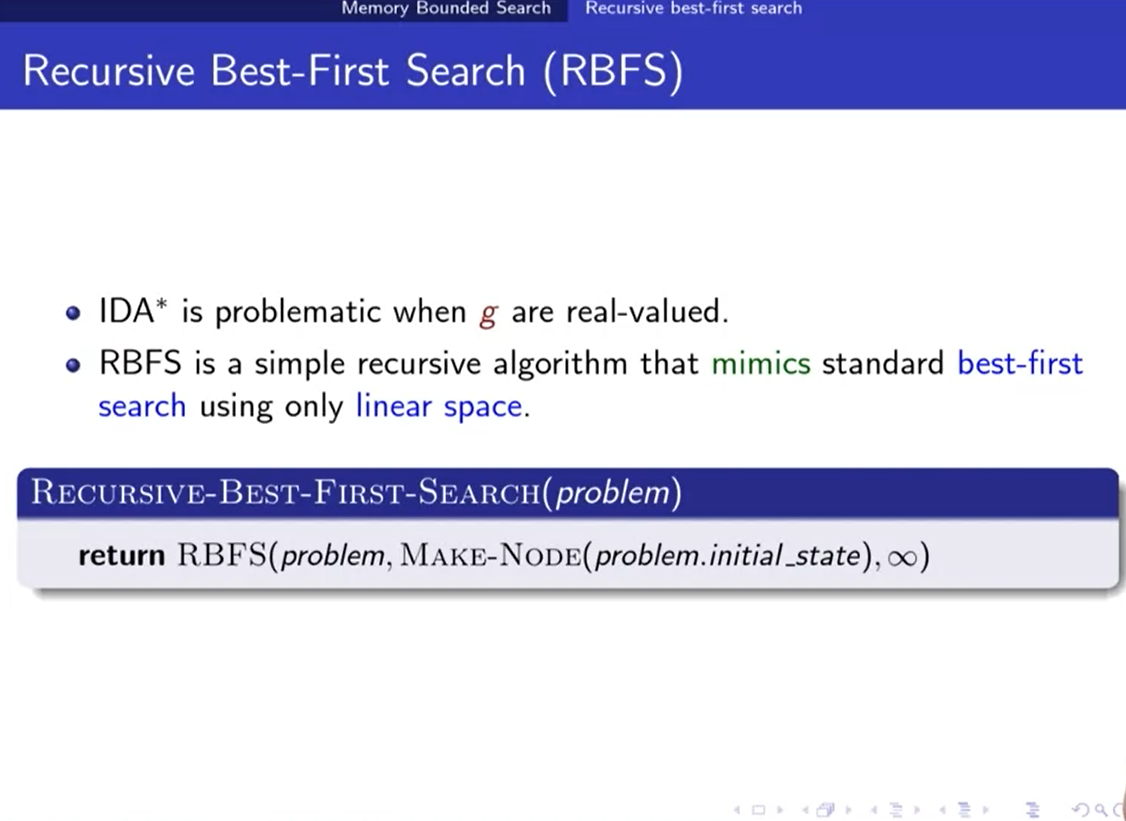 Memory Bounded Search Recursive best-first search
Recursive Best-First Search (RBFS)
IDA* is problematic when g are real-valued.
RBFS is a simple recursive algorithm that mimics standard best-first
search using only linear space.
RECURSIVE-BEST-FIRST-SEARCH(problem)
return RBFS(problem, MAKE-NODE(problem.initial_state), ∞)